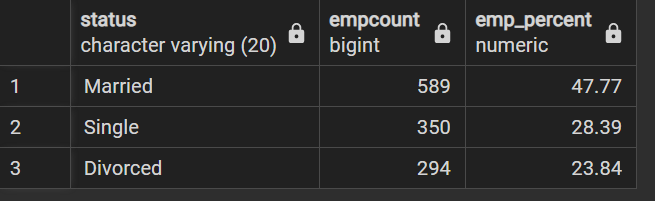 status empcount emp_percent
character varying (20) bigint numeric
1 Married 589 47.77
2 Single 350 28.39
3 Divorced 294 23.84